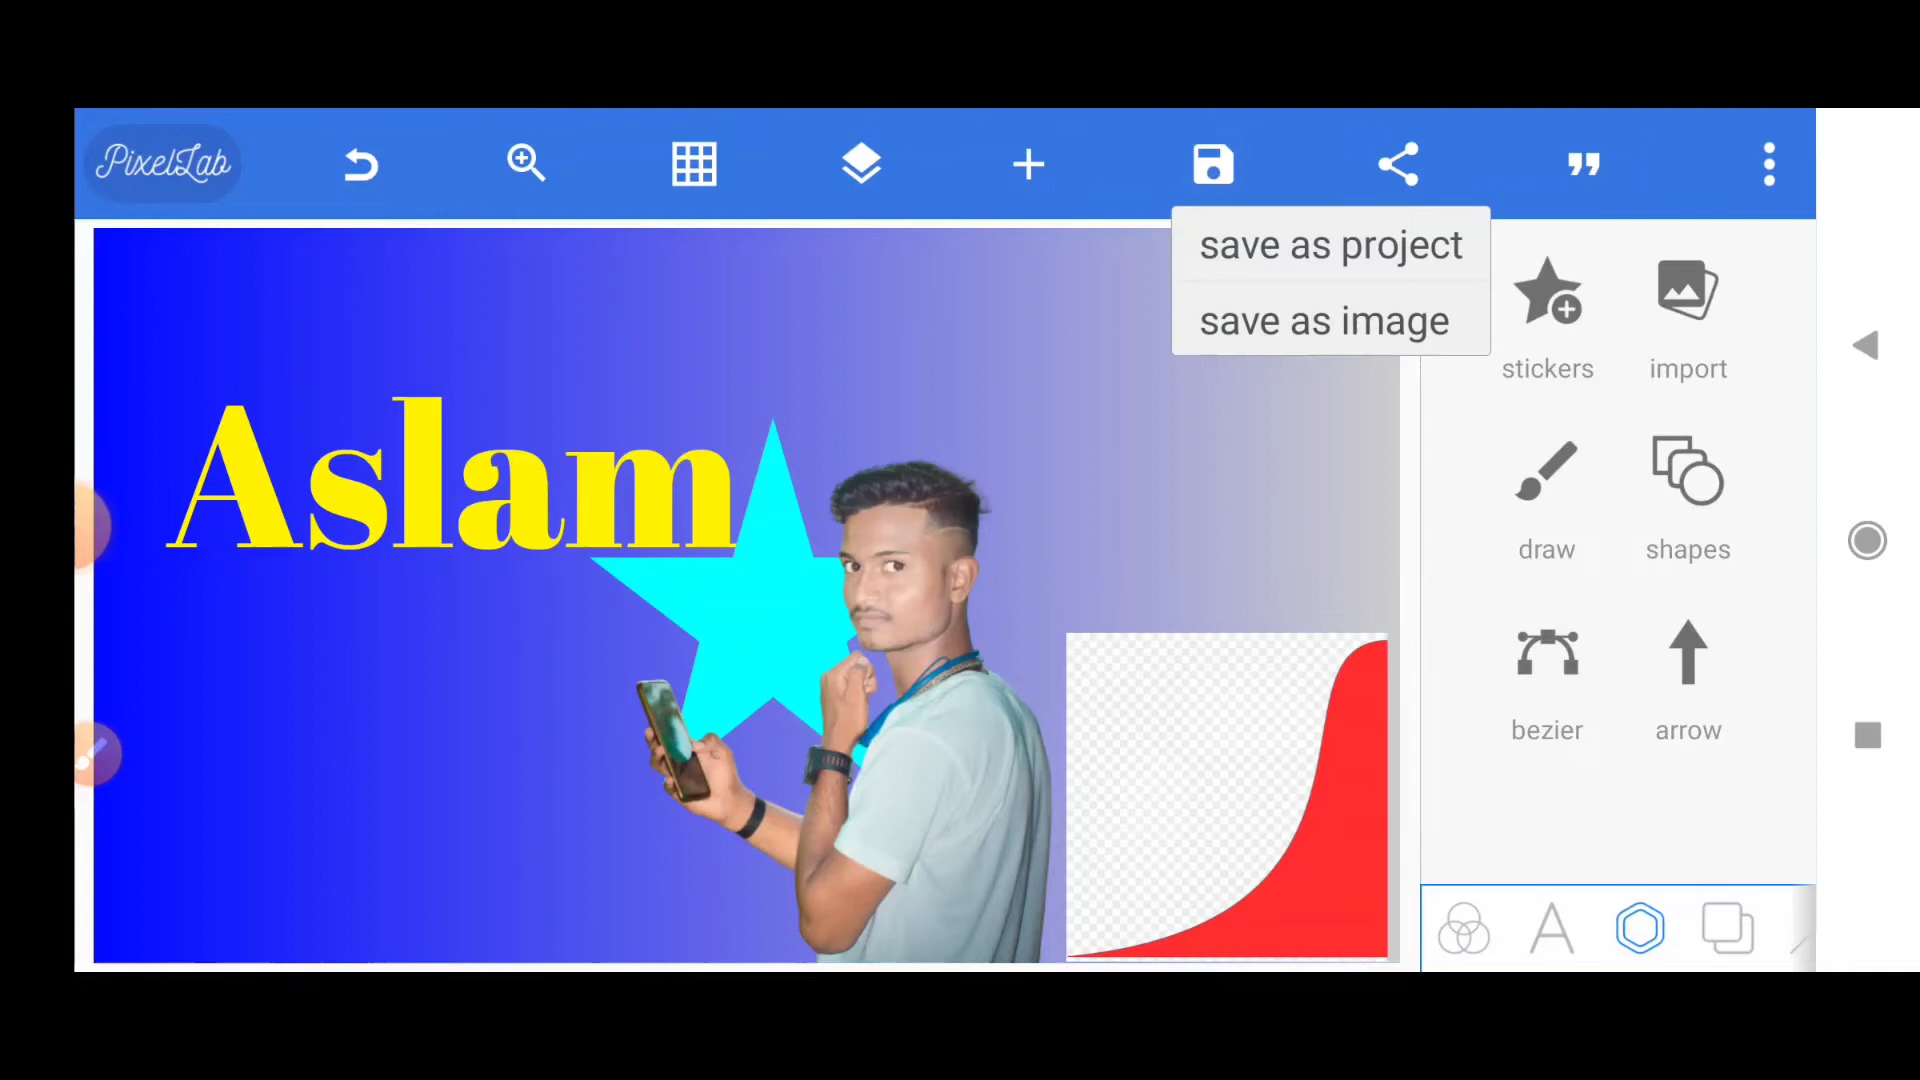 PixelLab
save as project
save as image
stickers
import
Aslam
draw
shapes
bezier
arrow